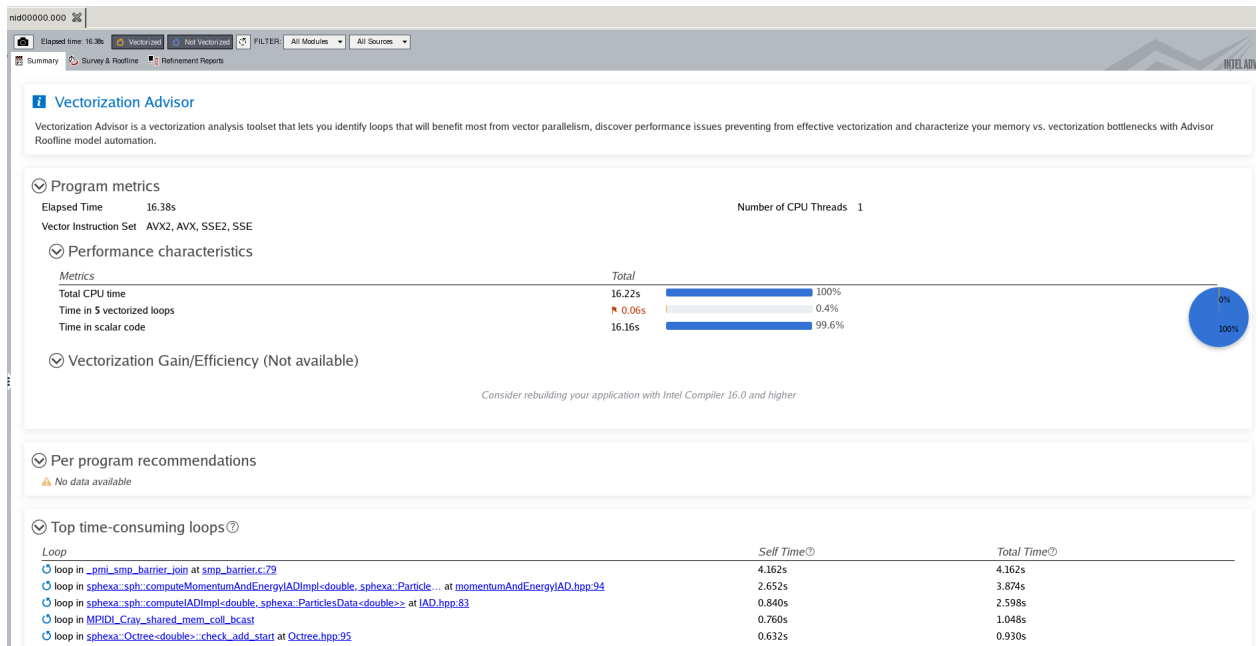 nid00000.000
Elapsed time: 16.38s Vectorized Not Vectorized FILTER: All Modules All Sources
Summary Survey & Roofline Refinement Reports
INTEL ADV
Vectorization Advisor
Vectorization Advisor is a vectorization analysis toolset that lets you identify loops that will benefit most from vector parallelism, discover performance issues preventing from effective vectorization and characterize your memory vs. vectorization bottlenecks with Advisor
Roofline model automation.
Program metrics
Elapsed Time 16.38s Number of CPU Threads 1
Vector Instruction Set AVX2, AVX, SSE2, SSE
Performance characteristics
Metrics Total
Total CPU time 16.22s 100%
Time in 5 vectorized loops 0.06s 0.4%
Time in scalar code 16.16s 99.6%
0%
100%
Vectorization Gain/Efficiency (Not available)
Consider rebuilding your application with Intel Compiler 16.0 and higher
Per program recommendations
No data available
Top time-consuming loops
Loop Self Time Total Time
loop in _pmi_smp_barrier_join at smp_barrier.c:79 4.162s 4.162s
loop in sphexa::sph::computeMomentumAndEnergyIADImpl<double, sphexa::Particle... at momentumAndEnergyIAD.hpp:94 2.652s 3.874s
loop in sphexa::sph::computeIADImpl<double, sphexa::ParticlesData<double>> at IAD.hpp:83 0.840s 2.598s
loop in MPIDI_Cray_shared_mem_coll_bcast 0.760s 1.048s
loop in sphexa::Octree<double>::check_add_start at Octree.hpp:95 0.632s 0.930s